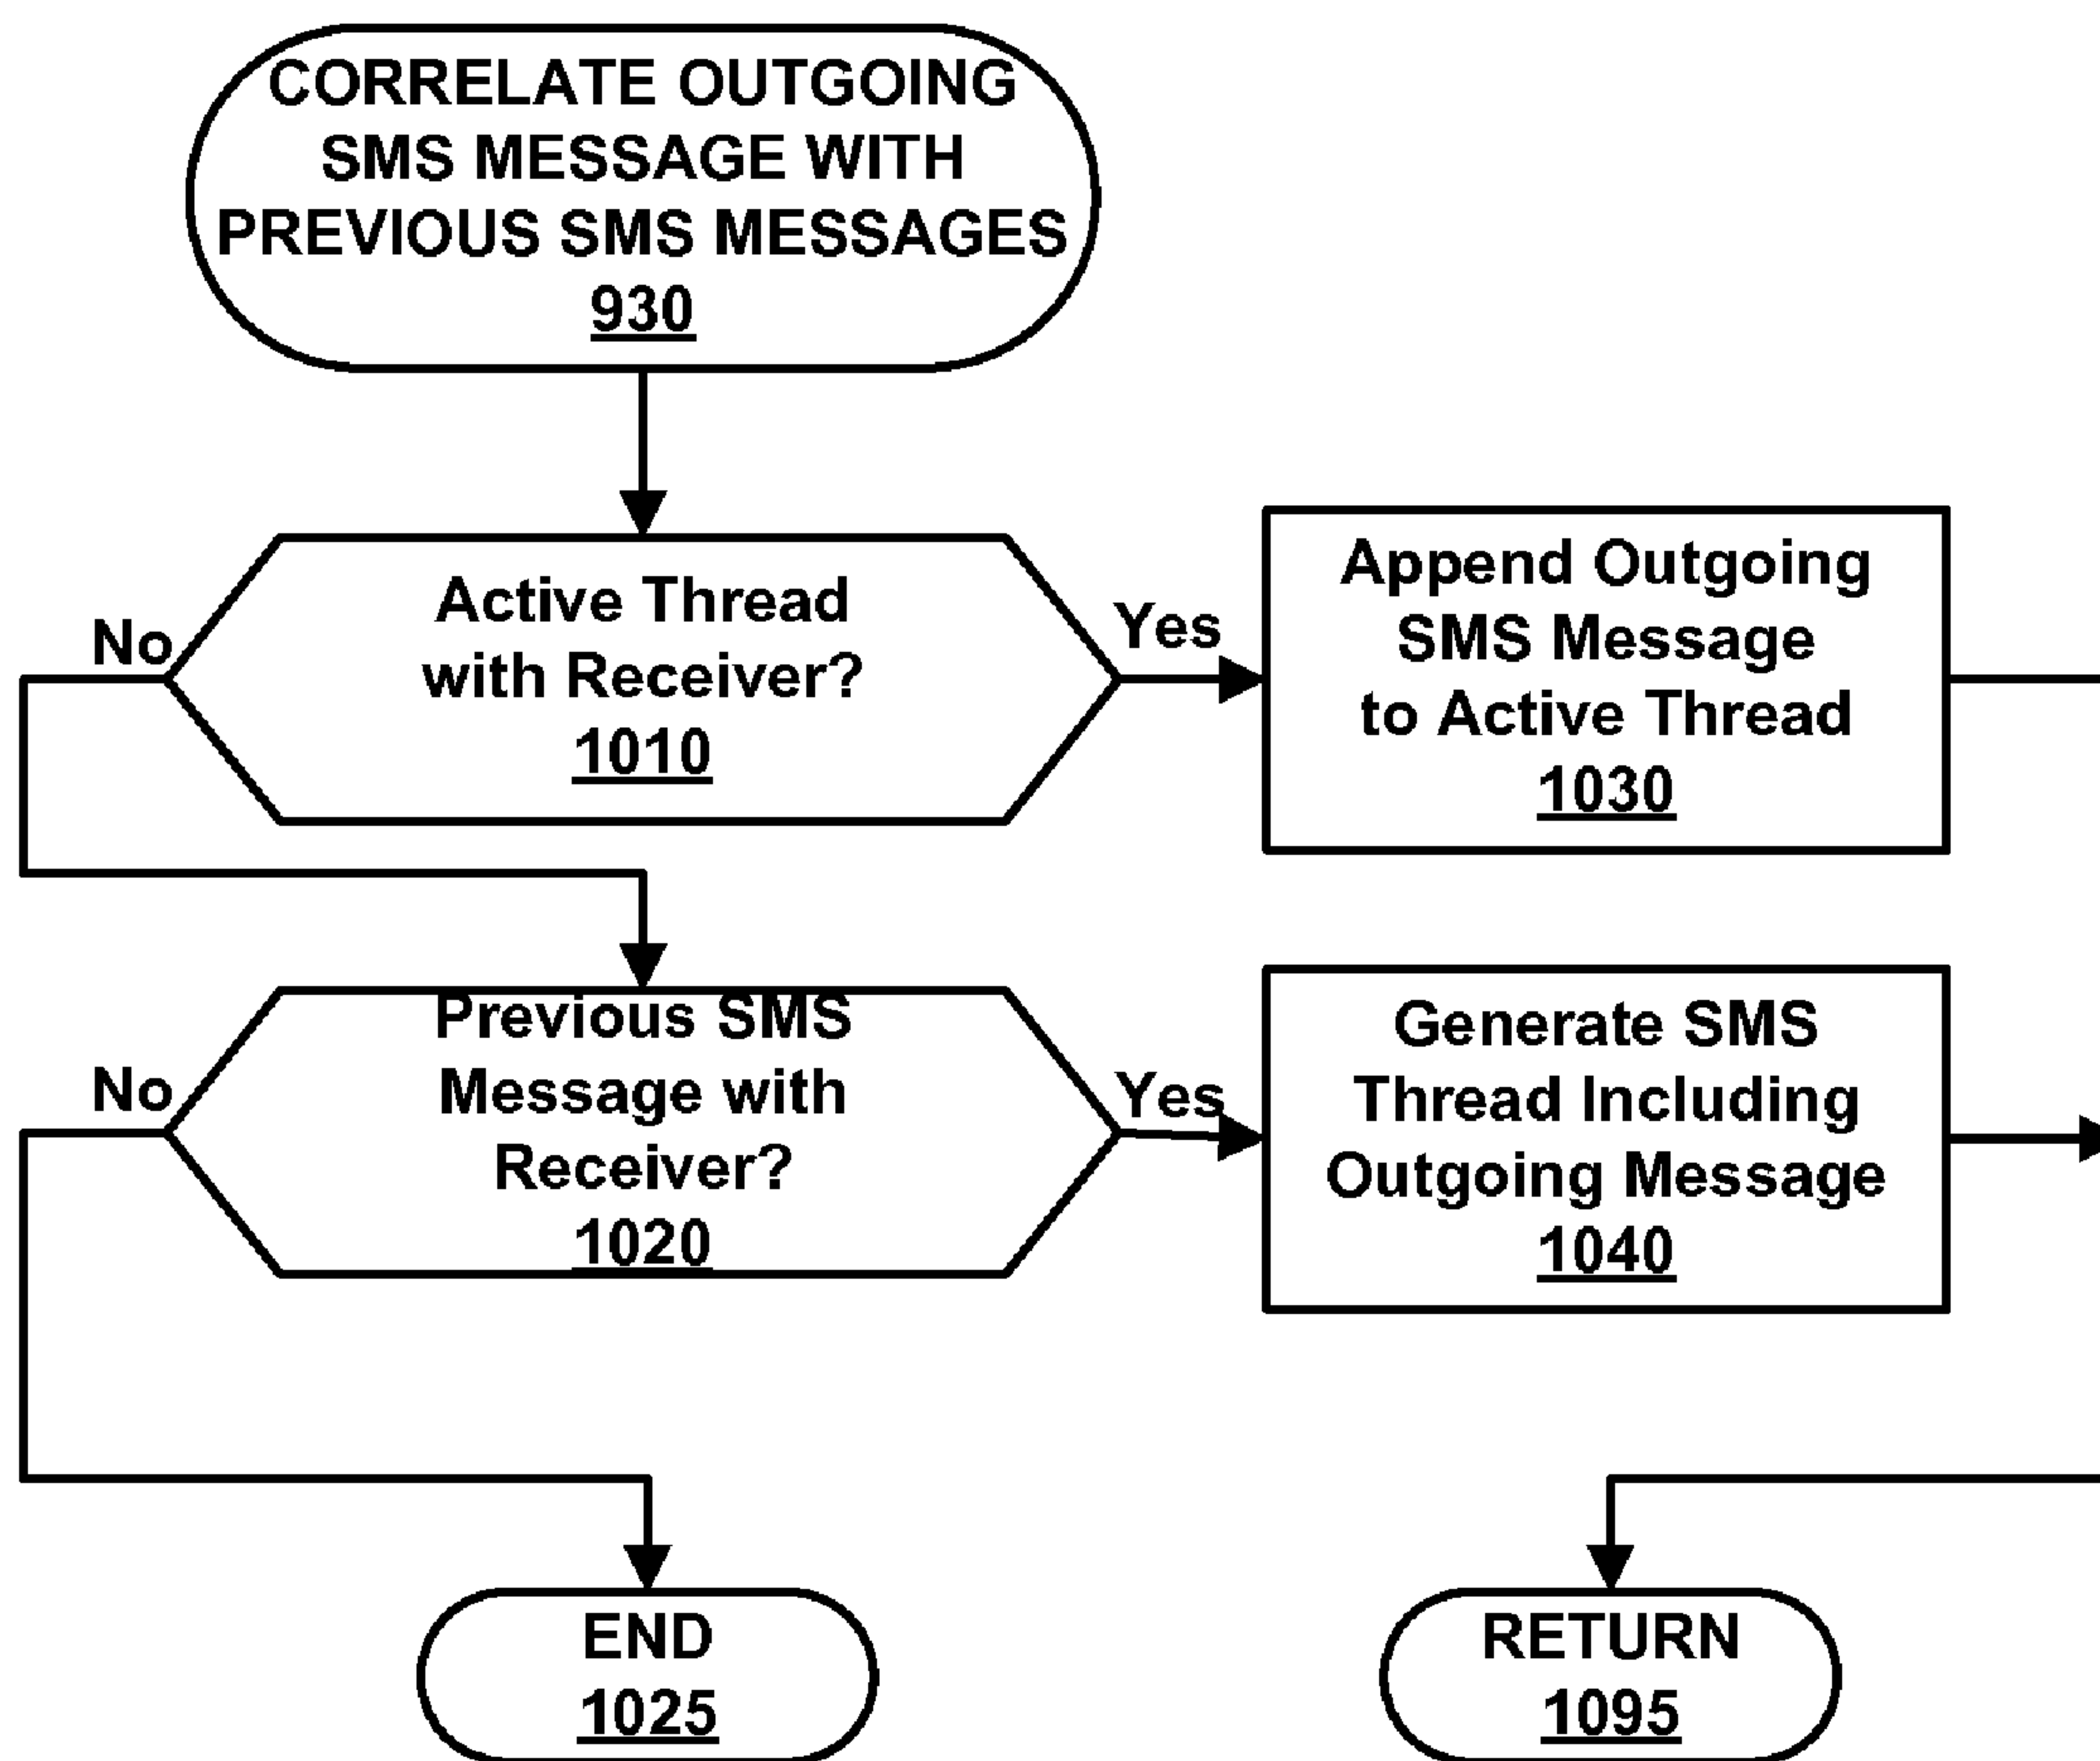 CORRELATE OUTGOING
SMS MESSAGE WITH
PREVIOUS SMS MESSAGES
930
Active Thread
with Receiver?
1010
No
Yes
Append Outgoing
SMS Message
to Active Thread
1030
Previous SMS
Message with
Receiver?
1020
No
Yes
Generate SMS
Thread Including
Outgoing Message
1040
END
1025
RETURN
1095